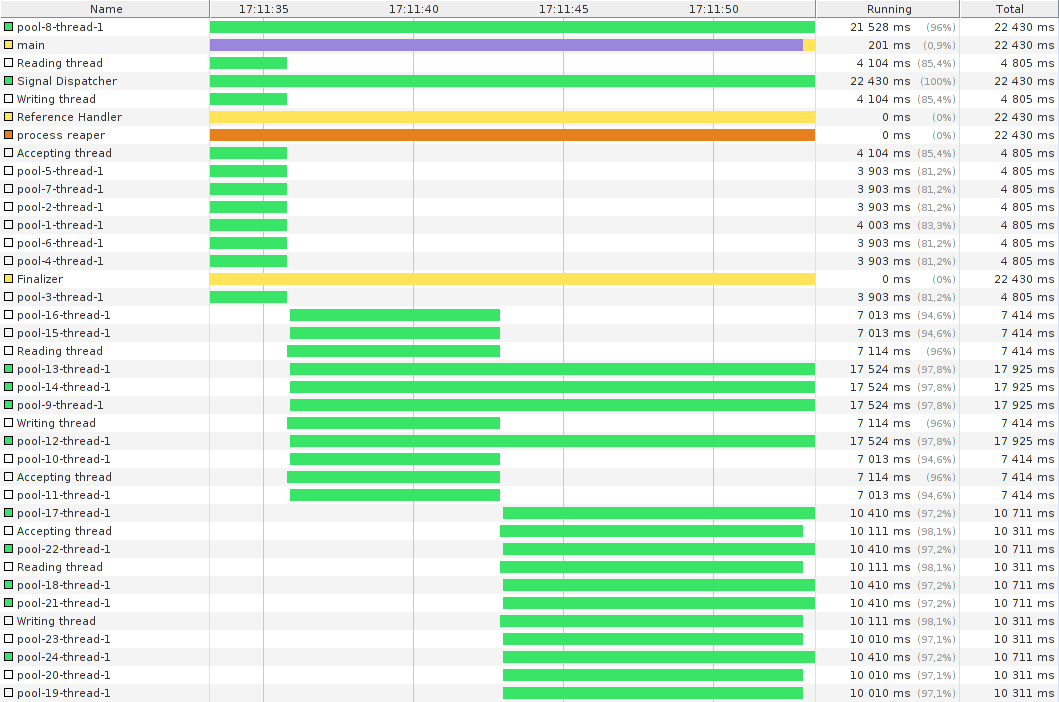 Name 17:11:35 17:11:40 17:11:45 17:11:50 Running Total
pool-8-thread-1 21 528 ms (96%) 22 430 ms
main 201 ms (0,9%) 22 430 ms
Reading thread 4 104 ms (85,4%) 4 805 ms
Signal Dispatcher 22 430 ms (100%) 22 430 ms
Writing thread 4 104 ms (85,4%) 4 805 ms
Reference Handler 0 ms (0%) 22 430 ms
process reaper 0 ms (0%) 22 430 ms
Accepting thread 4 104 ms (85,4%) 4 805 ms
pool-5-thread-1 3 903 ms (81,2%) 4 805 ms
pool-7-thread-1 3 903 ms (81,2%) 4 805 ms
pool-2-thread-1 3 903 ms (81,2%) 4 805 ms
pool-1-thread-1 4 003 ms (83,3%) 4 805 ms
pool-6-thread-1 3 903 ms (81,2%) 4 805 ms
pool-4-thread-1 3 903 ms (81,2%) 4 805 ms
Finalizer 0 ms (0%) 22 430 ms
pool-3-thread-1 3 903 ms (81,2%) 4 805 ms
pool-16-thread-1 7 013 ms (94,6%) 7 414 ms
pool-15-thread-1 7 013 ms (94,6%) 7 414 ms
Reading thread 7 114 ms (96%) 7 414 ms
pool-13-thread-1 17 524 ms (97,8%) 17 925 ms
pool-14-thread-1 17 524 ms (97,8%) 17 925 ms
pool-9-thread-1 17 524 ms (97,8%) 17 925 ms
Writing thread 7 114 ms (96%) 7 414 ms
pool-12-thread-1 17 524 ms (97,8%) 17 925 ms
pool-10-thread-1 7 013 ms (94,6%) 7 414 ms
Accepting thread 7 114 ms (96%) 7 414 ms
pool-11-thread-1 7 013 ms (94,6%) 7 414 ms
pool-17-thread-1 10 410 ms (97,2%) 10 711 ms
Accepting thread 10 111 ms (98,1%) 10 311 ms
pool-22-thread-1 10 410 ms (97,2%) 10 711 ms
Reading thread 10 111 ms (98,1%) 10 311 ms
pool-18-thread-1 10 410 ms (97,2%) 10 711 ms
pool-21-thread-1 10 410 ms (97,2%) 10 711 ms
Writing thread 10 111 ms (98,1%) 10 311 ms
pool-23-thread-1 10 010 ms (97,1%) 10 311 ms
pool-24-thread-1 10 410 ms (97,2%) 10 711 ms
pool-20-thread-1 10 010 ms (97,1%) 10 311 ms
pool-19-thread-1 10 010 ms (97,1%) 10 311 ms